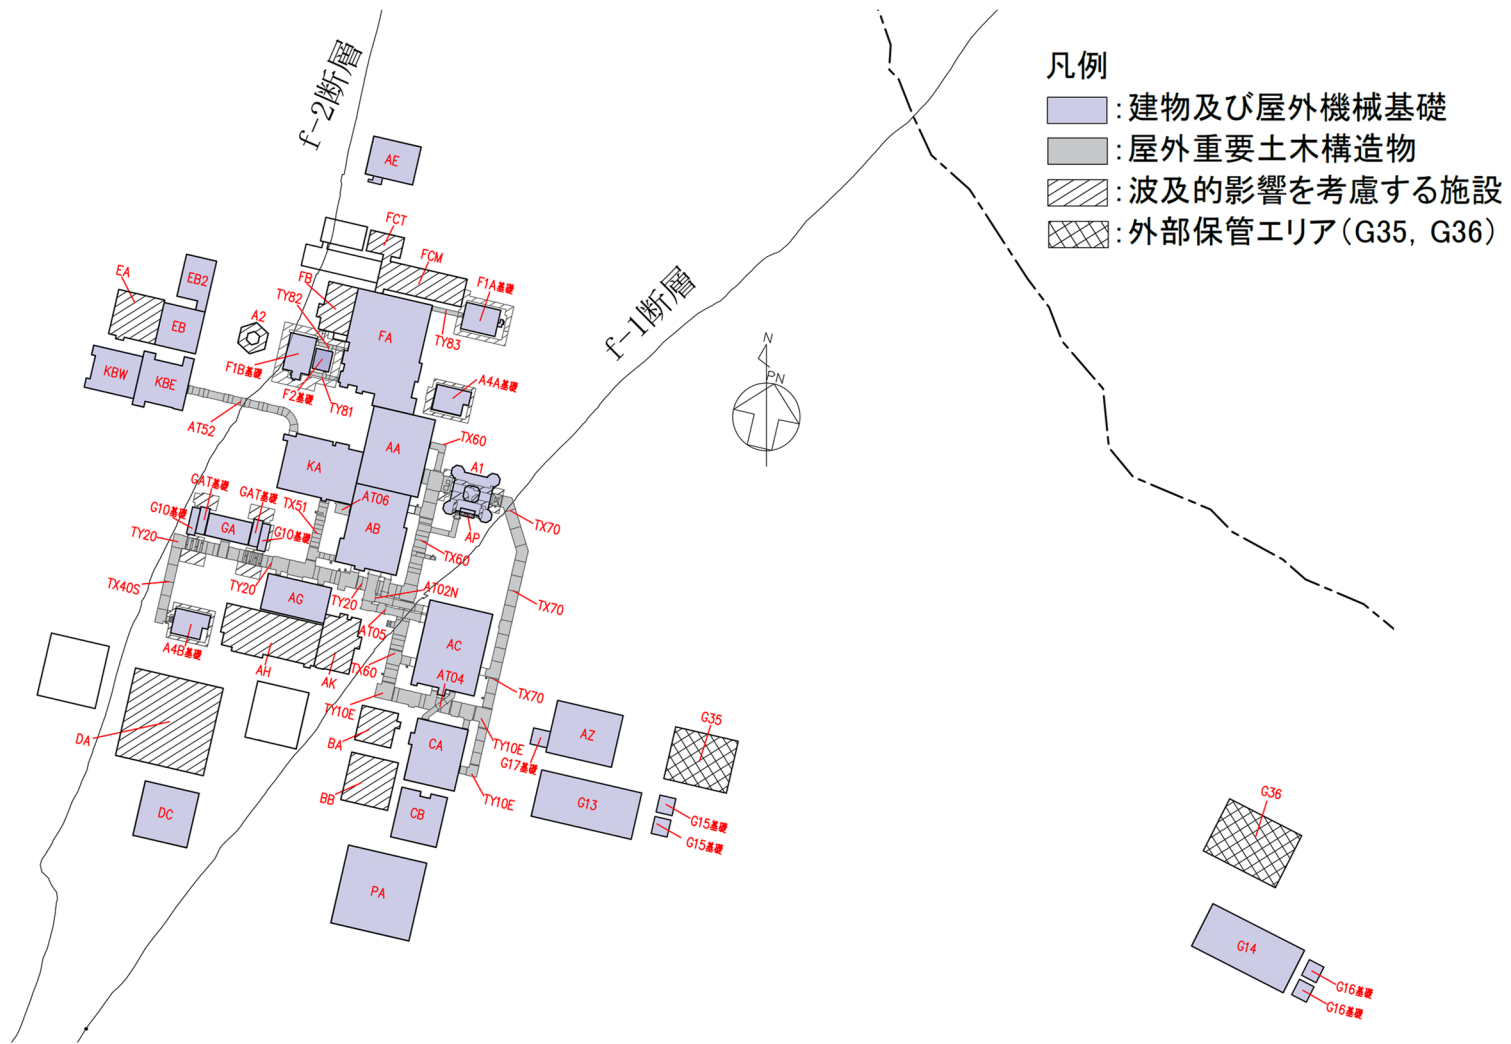 凡例
：建物及び屋外機械基礎
：屋外重要土木構造物
：波及的影響を考慮する施設
：外部保管エリア（G35，G36）
f-2断層
f-1断層
N
PN
AE
FCT
FCM
FB
TY82
F1A基礎
TY83
FA
EA
EB2
EB
A2
KBW
KBE
F1B基礎
F2基礎
TY81
A4A基礎
AT52
AA
TX60
KA
A1
GAT基礎
GAT基礎
TX51
AT06
G10基礎
GA
G10基礎
AB
AP
TX70
TY20
TX60
TX40S
TY20
AG
TY20
AT02N
TX70
AT05
A4B基礎
AH
AK
TX60
AC
AT04
TX70
TY10E
DA
BA
CA
TY10E
AZ
G17基礎
G35
BB
TY10E
G13
DC
CB
G15基礎
G15基礎
G36
PA
G14
G16基礎
G16基礎